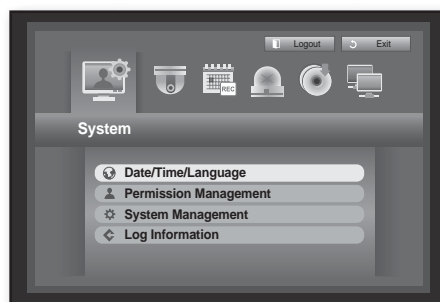 Logout
Exit
REC
System
Date/Time/Language
Permission Management
System Management
Log Information